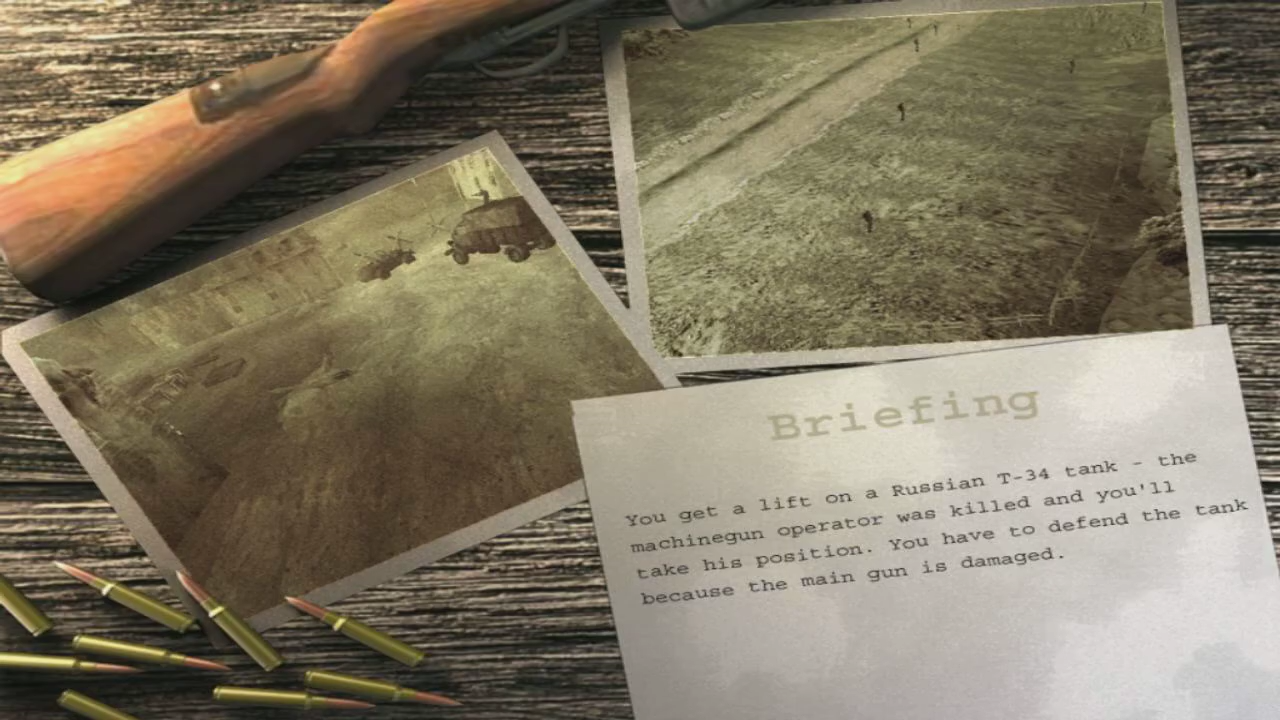 Briefing
You get a lift on a Russian T-34 tank - the
machinegun operator was killed and you'll
take his position. You have to defend the tank
because the main gun is damaged.